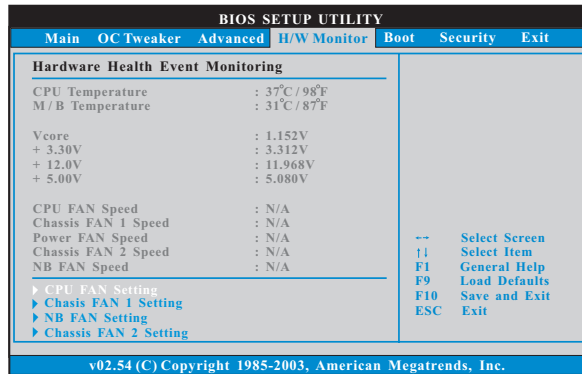 BIOS SETUP UTILITY
Main OC Tweaker Advanced H/W Monitor Boot Security Exit
Hardware Health Event Monitoring
CPU Temperature : 37°C / 98°F
M / B Temperature : 31°C / 87°F
Vcore : 1.152V
+ 3.30V : 3.312V
+ 12.0V : 11.968V
+ 5.00V : 5.080V
CPU FAN Speed : N/A
Chassis FAN 1 Speed : N/A
Power FAN Speed : N/A
Chassis FAN 2 Speed : N/A
NB FAN Speed : N/A
CPU FAN Setting
Chasis FAN 1 Setting
NB FAN Setting
Chassis FAN 2 Setting
←→ Select Screen
↑↓ Select Item
F1 General Help
F9 Load Defaults
F10 Save and Exit
ESC Exit
v02.54 (C) Copyright 1985-2003, American Megatrends, Inc.